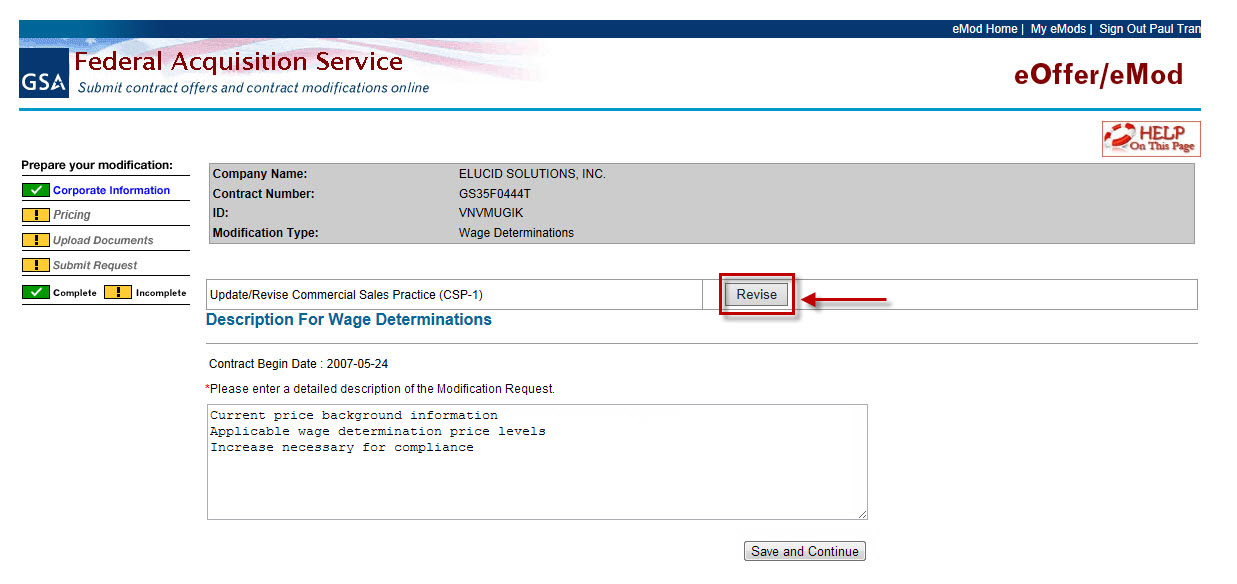 eMod Home | My eMods | Sign Out Paul Tran
GSA
Federal Acquisition Service
Submit contract offers and contract modifications online
eOffer/eMod
HELP
On This Page
Prepare your modification:
Corporate Information
! Pricing
! Upload Documents
! Submit Request
Complete ! Incomplete
Company Name: ELUCID SOLUTIONS, INC.
Contract Number: GS35F0444T
ID: VNVMUGIK
Modification Type: Wage Determinations
Update/Revise Commercial Sales Practice (CSP-1) Revise
Description For Wage Determinations
Contract Begin Date : 2007-05-24
*Please enter a detailed description of the Modification Request.
Current price background information
Applicable wage determination price levels
Increase necessary for compliance
Save and Continue